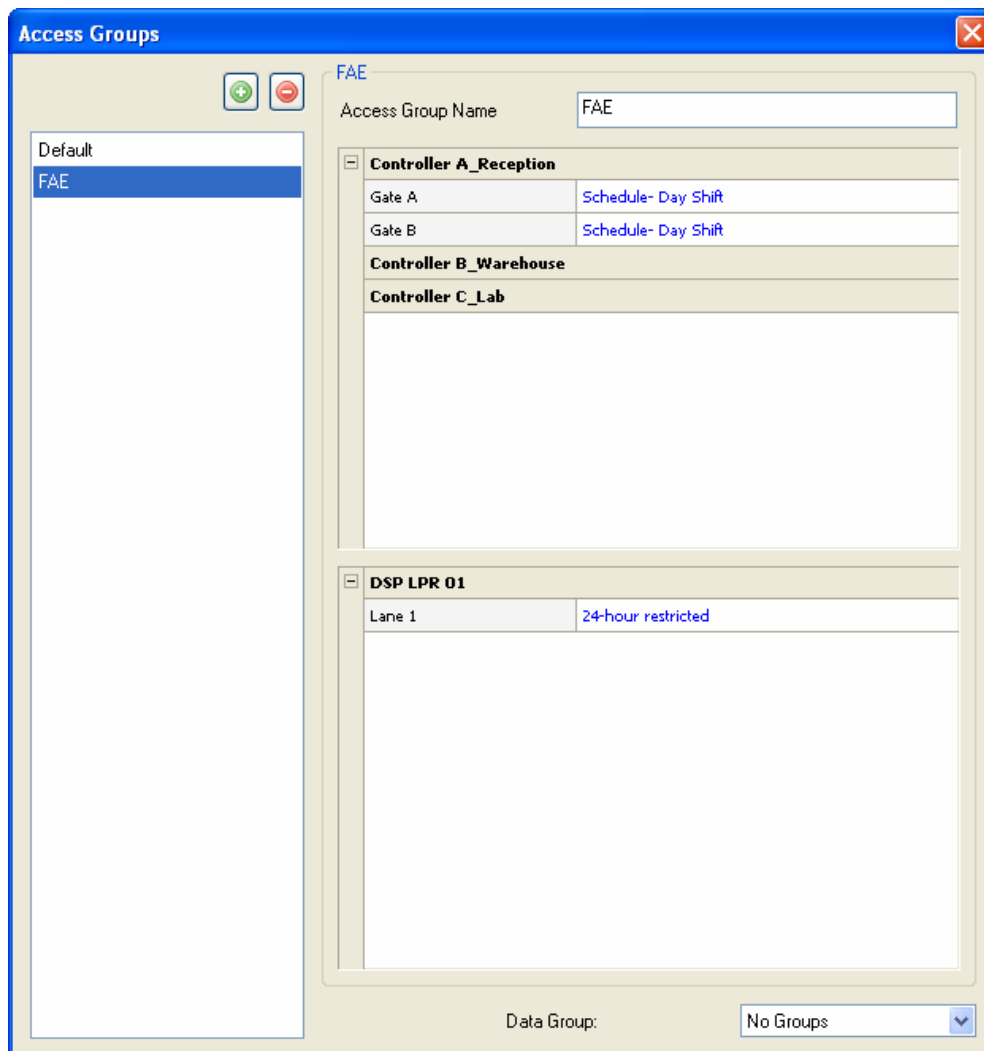 Access Groups
Default
FAE
FAE
Access Group Name FAE
Controller A_Reception
Gate A Schedule- Day Shift
Gate B Schedule- Day Shift
Controller B_Warehouse
Controller C_Lab
DSP LPR 01
Lane 1 24-hour restricted
Data Group: No Groups